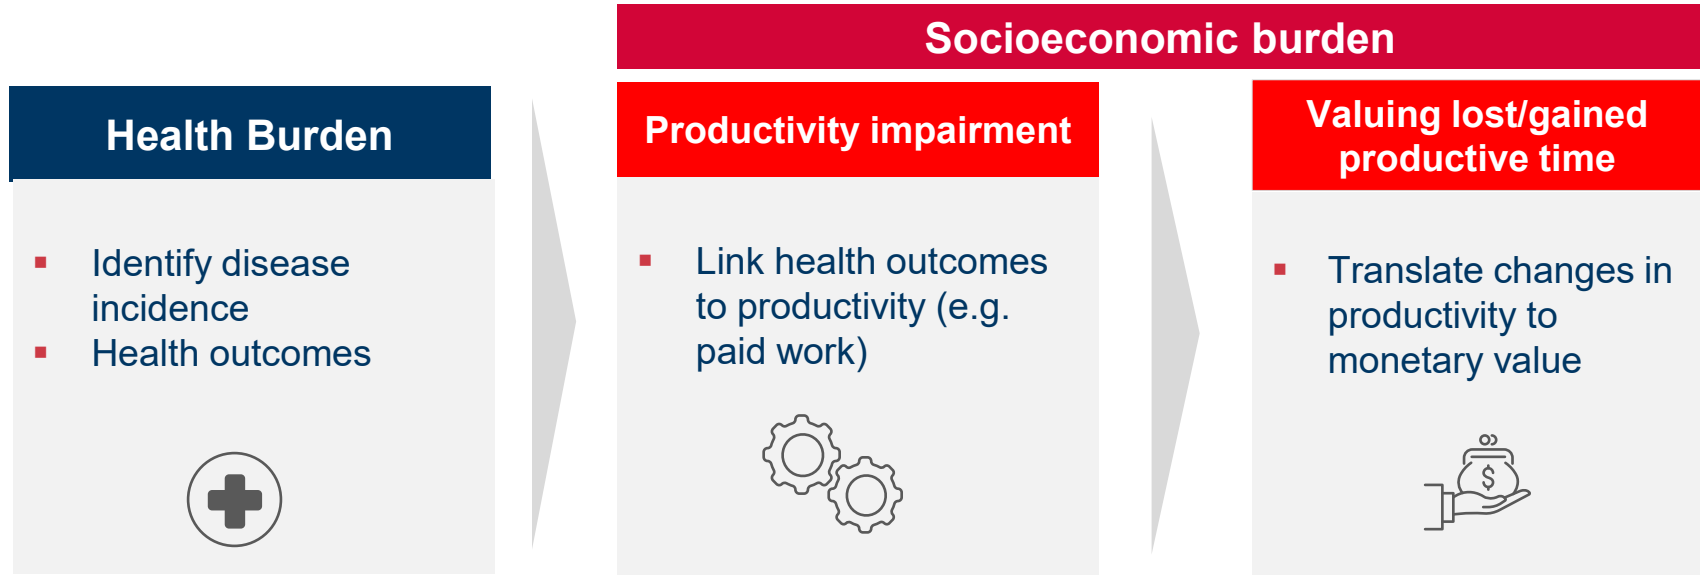 Socioeconomic burden
Health Burden
▪ Identify disease
incidence
▪ Health outcomes
Productivity impairment
▪ Link health outcomes
to productivity (e.g.
paid work)
Valuing lost/gained
productive time
▪ Translate changes in
productivity to
monetary value
$